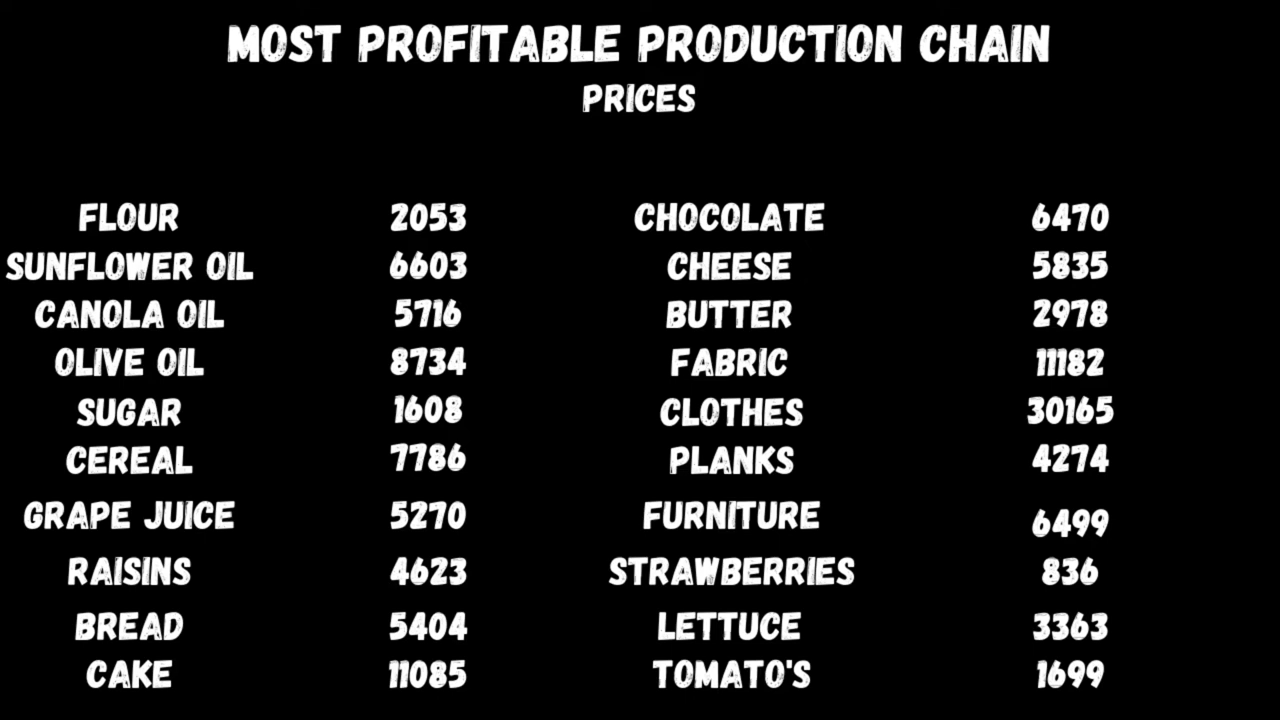 MOST PROFITABLE PRODUCTION CHAIN
PRICES
FLOUR 2053 CHOCOLATE 6470
SUNFLOWER OIL 6603 CHEESE 5835
CANOLA OIL 5716 BUTTER 2978
OLIVE OIL 8734 FABRIC 11182
SUGAR 1608 CLOTHES 30165
CEREAL 7786 PLANKS 4274
GRAPE JUICE 5270 FURNITURE 6499
RAISINS 4623 STRAWBERRIES 836
BREAD 5404 LETTUCE 3363
CAKE 11085 TOMATO'S 1699